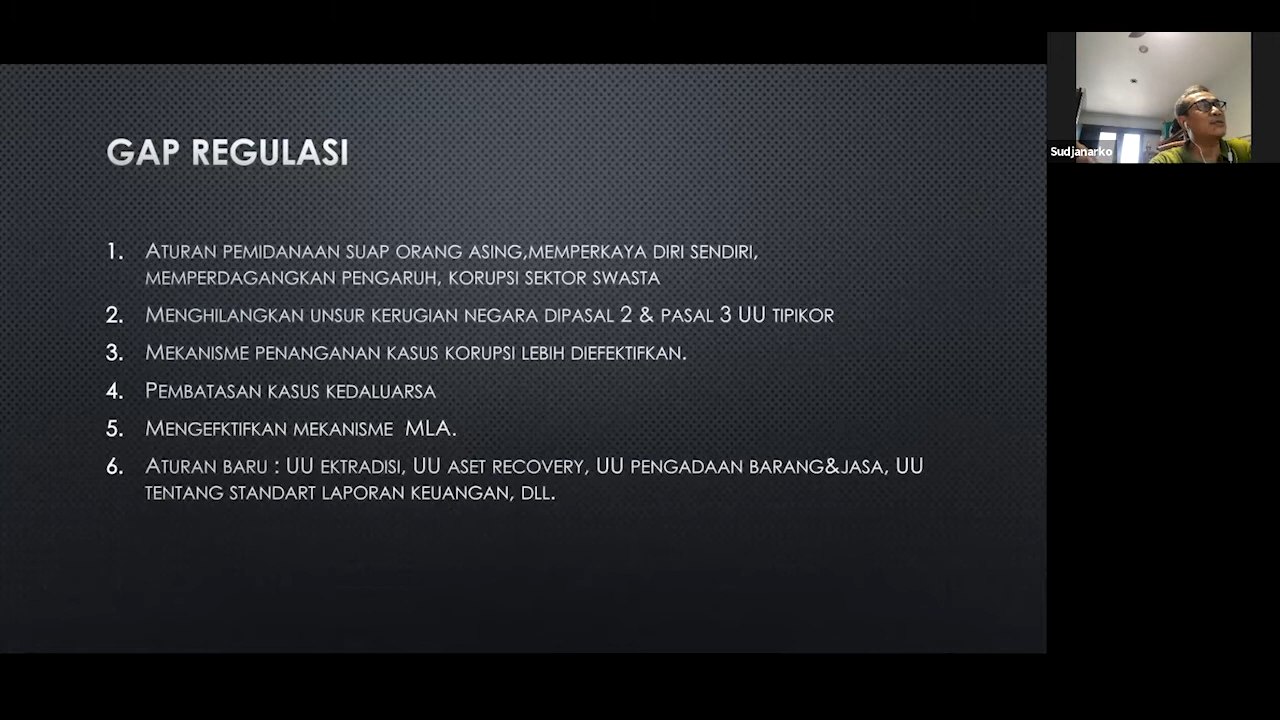 GAP REGULASI
1. ATURAN PEMIDANAAN SUAP ORANG ASING,MEMPERKAYA DIRI SENDIRI,
MEMPERDAGANGKAN PENGARUH, KORUPSI SEKTOR SWASTA
2. MENGHILANGKAN UNSUR KERUGIAN NEGARA DIPASAL 2 & PASAL 3 UU TIPIKOR
3. MEKANISME PENANGANAN KASUS KORUPSI LEBIH DIEFEKTIFKAN.
4. PEMBATASAN KASUS KEDALUARSA
5. MENGEFKTIFKAN MEKANISME MLA.
6. ATURAN BARU : UU EKTRADISI, UU ASET RECOVERY, UU PENGADAAN BARANG&JASA, UU
TENTANG STANDART LAPORAN KEUANGAN, DLL.
Sudjanarko